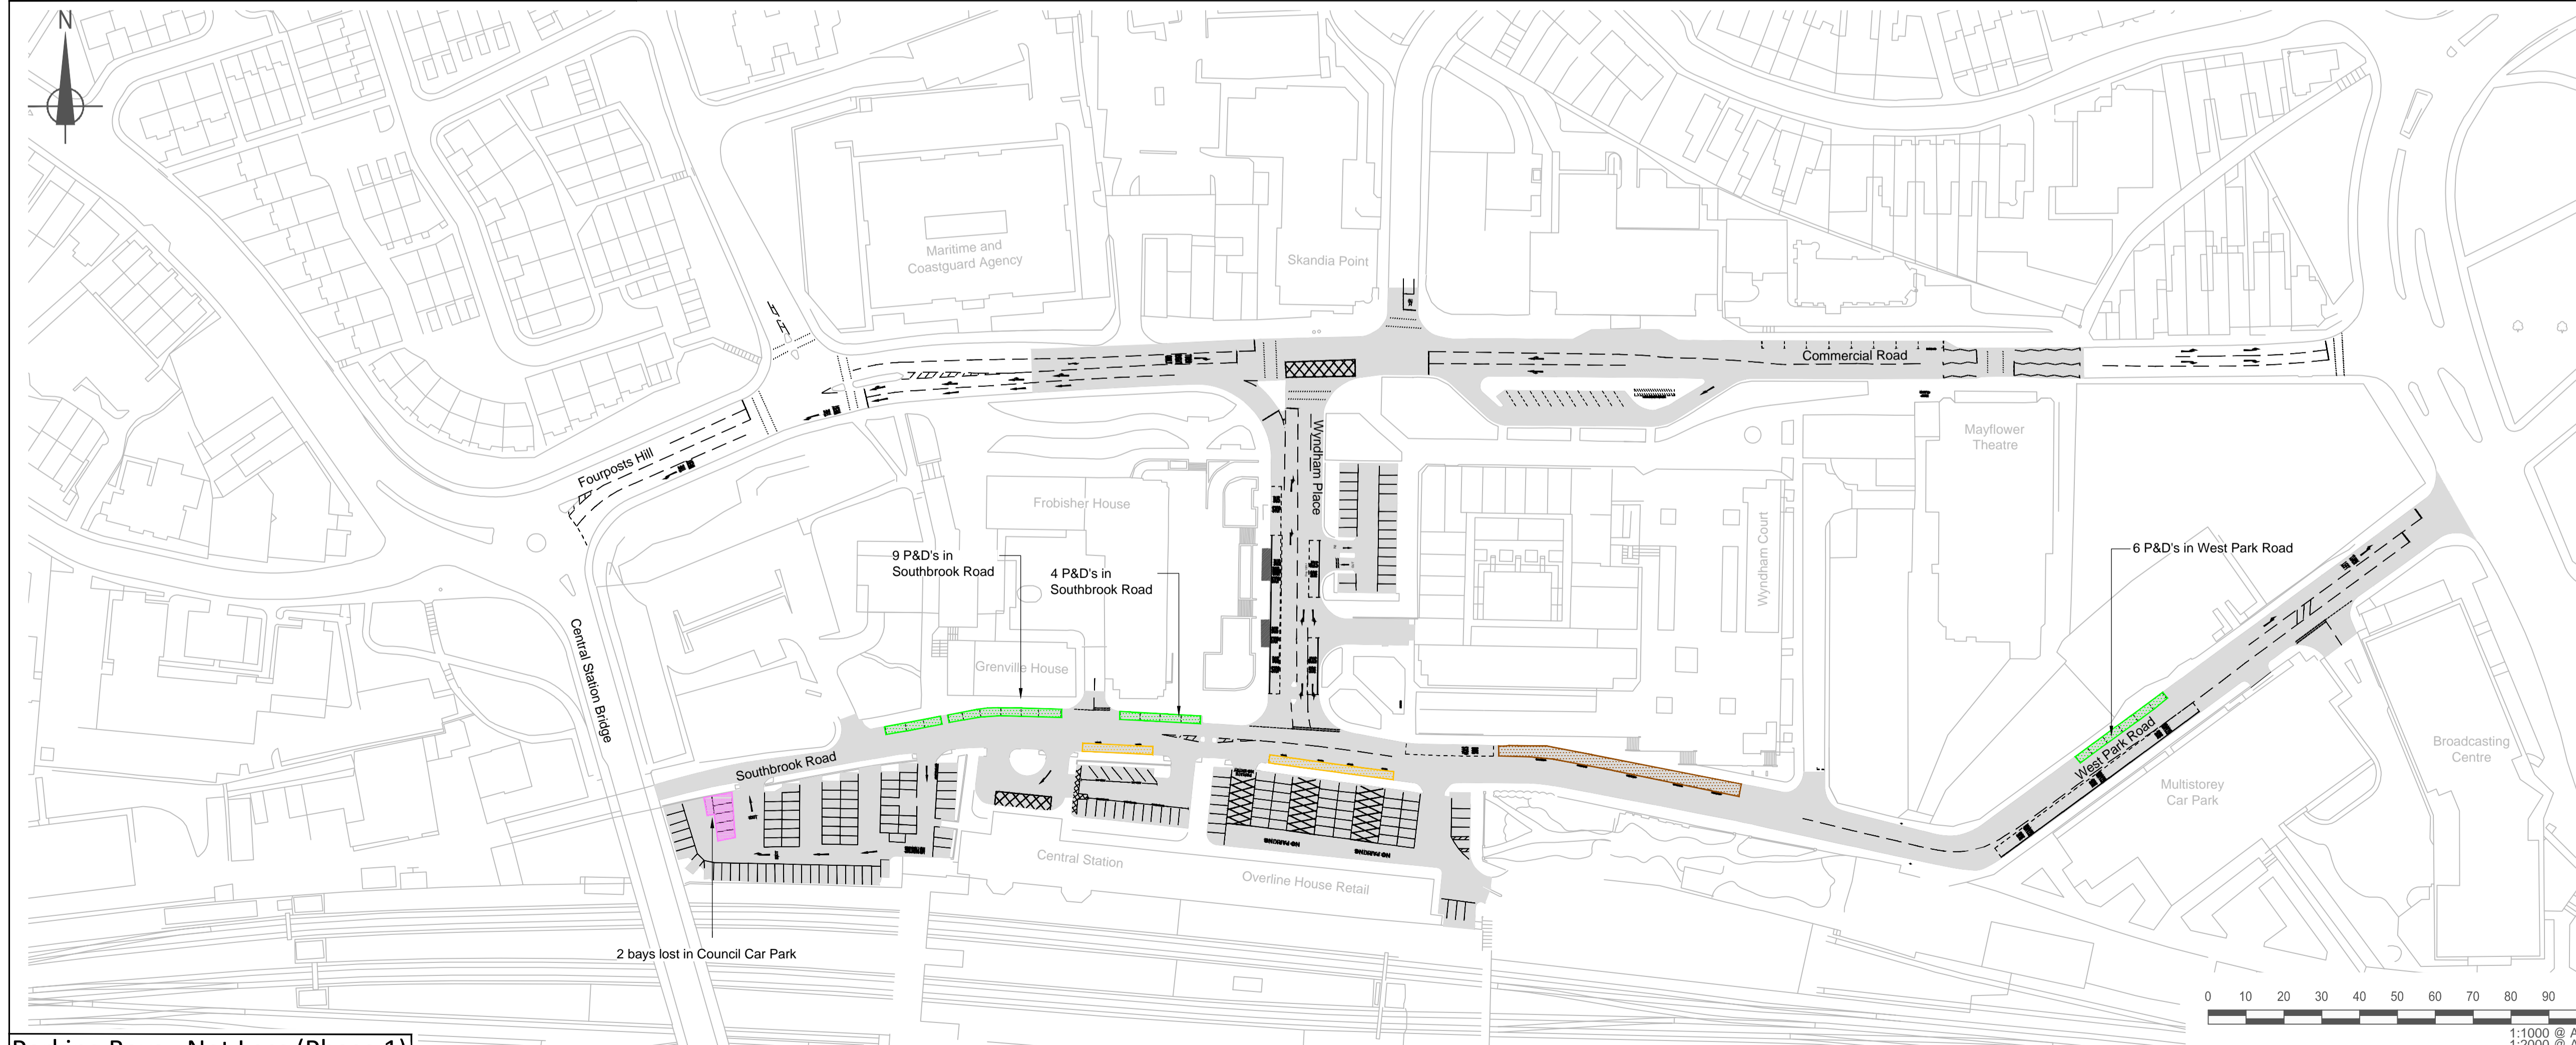 N
Maritime and
Coastguard Agency
Skandia Point
Commercial Road
Mayflower
Theatre
Fourposts Hill
Wyndham Place
Frobisher House
Wyndham Court
9 P&D's in
Southbrook Road
4 P&D's in
Southbrook Road
6 P&D's in West Park Road
Central Station Bridge
Grenville House
Southbrook Road
West Park Road
Broadcasting
Centre
Multistorey
Car Park
Central Station
Overline House Retail
NO PARKING
NO PARKING
2 bays lost in Council Car Park
0 10 20 30 40 50 60 70 80 90
1:1000 @ A